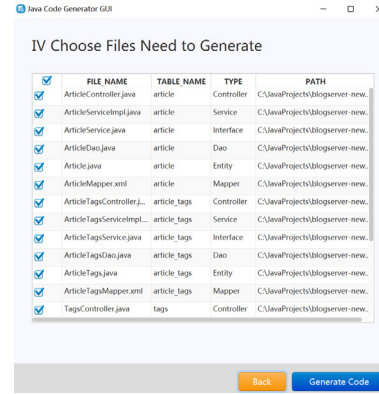 Java Code Generator GUI
IV Choose Files Need to Generate
FILE_NAME TABLE_NAME TYPE PATH
ArticleController.java article Controller C:\JavaProjects\blogserver-new..
ArticleServiceImpl.java article Service C:\JavaProjects\blogserver-new..
ArticleService.java article Interface C:\JavaProjects\blogserver-new..
ArticleDao.java article Dao C:\JavaProjects\blogserver-new..
Article.java article Entity C:\JavaProjects\blogserver-new..
ArticleMapper.xml article Mapper C:\JavaProjects\blogserver-new..
ArticleTagsController.j... article_tags Controller C:\JavaProjects\blogserver-new..
ArticleTagsServiceImpl... article_tags Service C:\JavaProjects\blogserver-new..
ArticleTagsService.java article_tags Interface C:\JavaProjects\blogserver-new..
ArticleTagsDao.java article_tags Dao C:\JavaProjects\blogserver-new..
ArticleTags.java article_tags Entity C:\JavaProjects\blogserver-new..
ArticleTagsMapper.xml article_tags Mapper C:\JavaProjects\blogserver-new..
TagsController.java tags Controller C:\JavaProjects\blogserver-new..
Back Generate Code